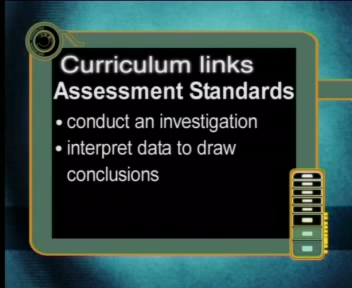 Curriculum links
Assessment Standards
• conduct an investigation
• interpret data to draw
conclusions